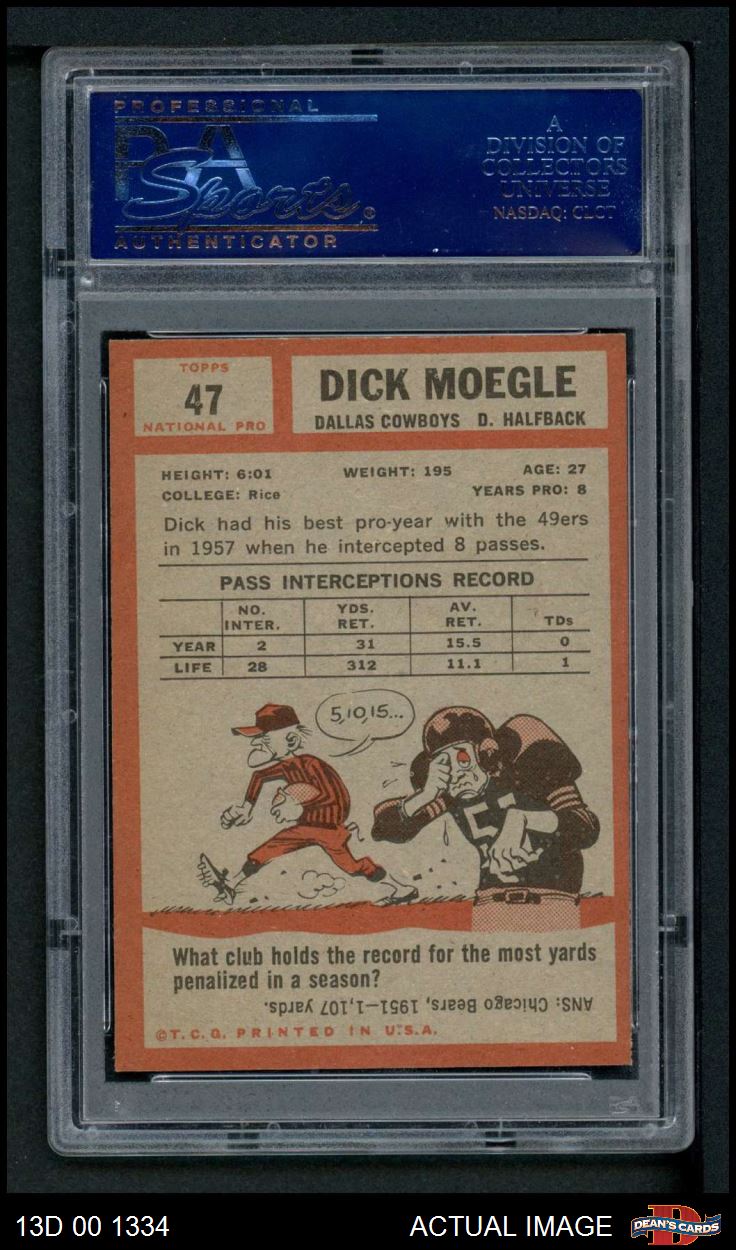 PROFESSIONAL
PSA
Sports ®
AUTHENTICATOR
A
DIVISION OF
COLLECTORS
UNIVERSE
NASDAQ: CLCT
TOPPS
47
NATIONAL PRO
DICK MOEGLE
DALLAS COWBOYS D. HALFBACK
HEIGHT: 6:01 WEIGHT: 195 AGE: 27
COLLEGE: Rice YEARS PRO: 8
Dick had his best pro-year with the 49ers
in 1957 when he intercepted 8 passes.
PASS INTERCEPTIONS RECORD
NO. INTER. YDS. RET. AV. RET. TDs
YEAR 2 31 15.5 0
LIFE 28 312 11.1 1
5,10,15...
What club holds the record for the most yards
penalized in a season?
ANS: Chicago Bears, 1951—1,107 yards.
©T.C.G. PRINTED IN U.S.A.
13D 00 1334 ACTUAL IMAGE
DEAN'S CARDS